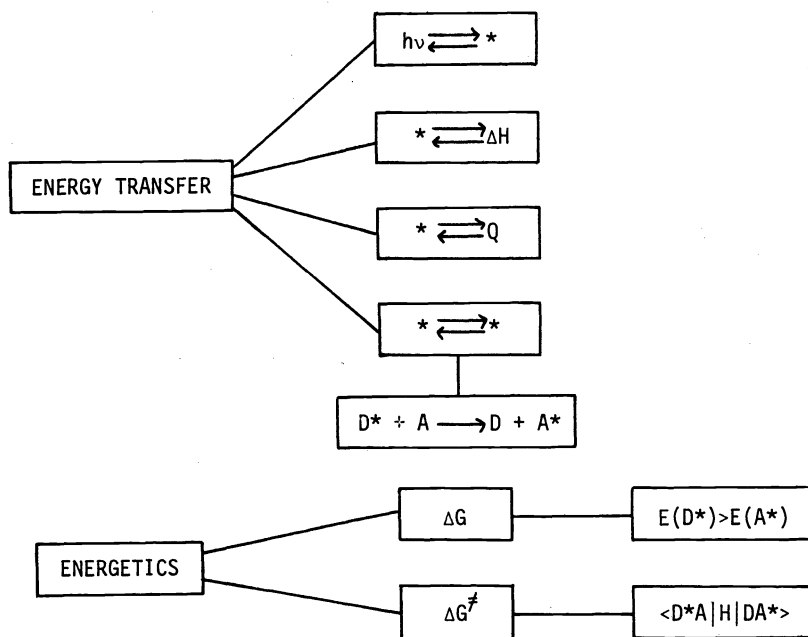 hν ⇄ *
* ⇄ ΔH
ENERGY TRANSFER
* ⇄ Q
* ⇄ *
D* + A ⟶ D + A*
ΔG
E(D*)>E(A*)
ENERGETICS
ΔG≠
<D*A|H|DA*>